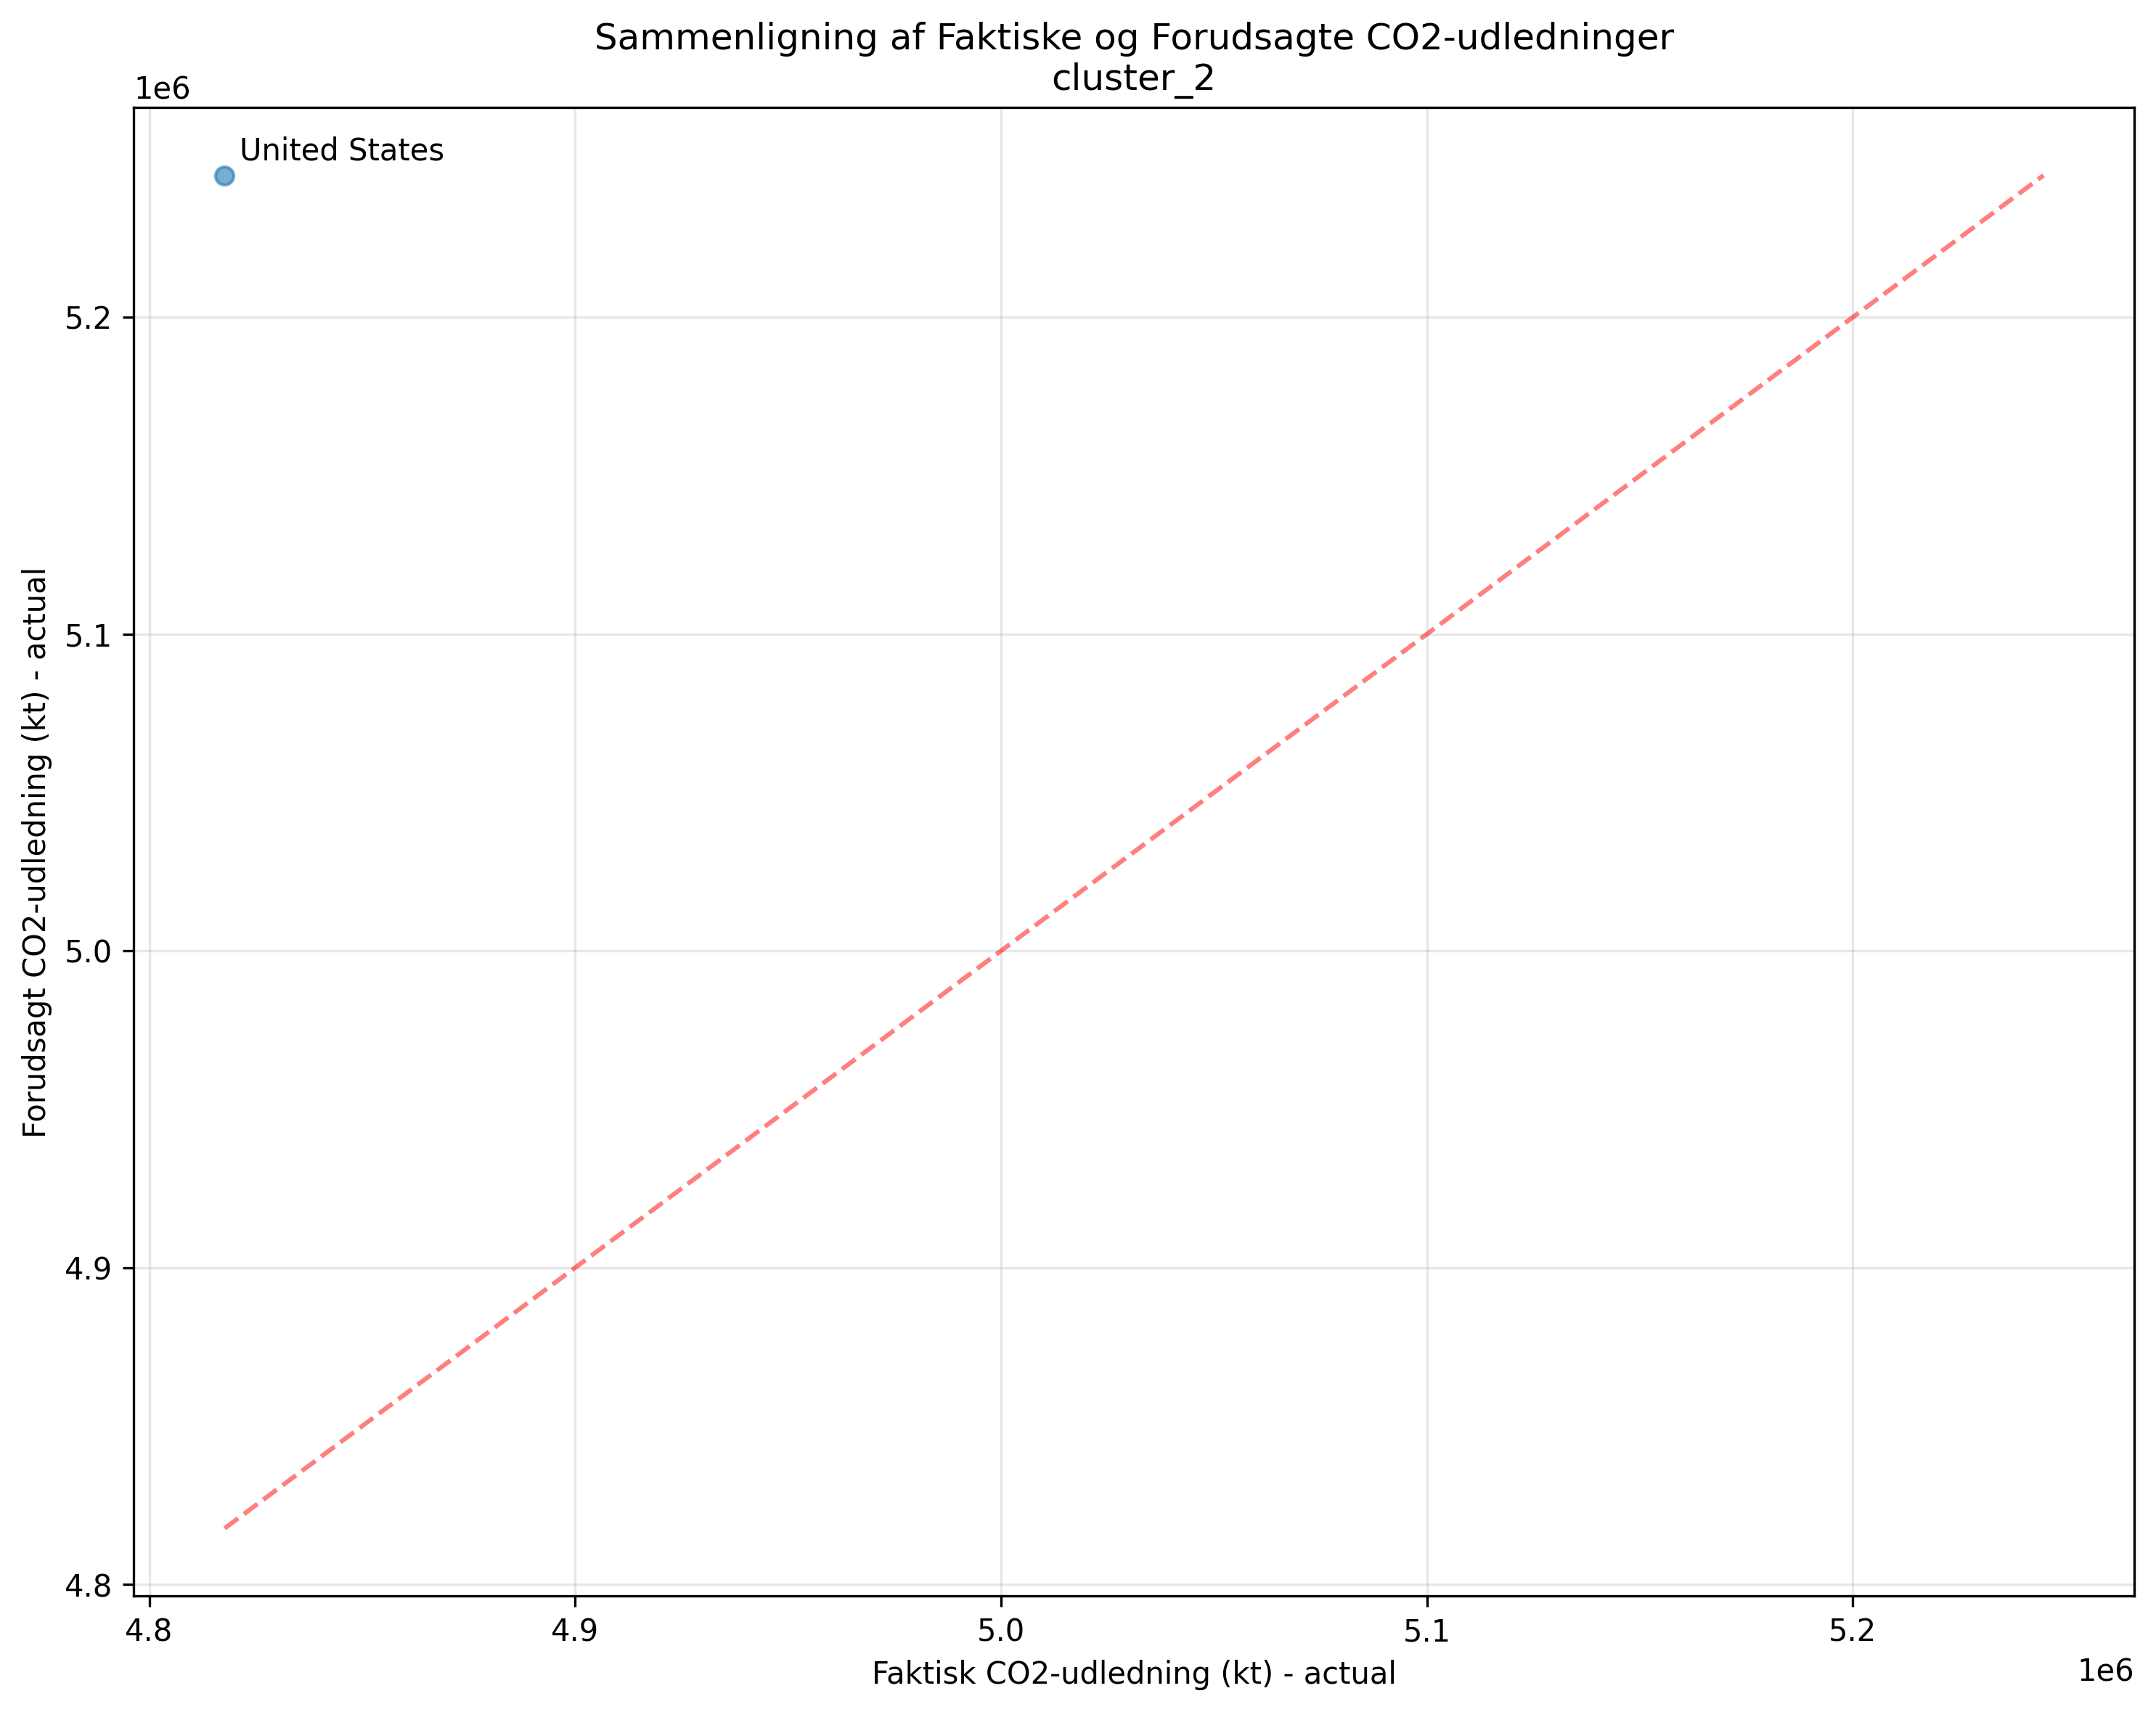 Sammenligning af Faktiske og Forudsagte CO2-udledninger
cluster_2
1e6
United States
5.2
5.1
5.0
4.9
4.8
Forudsagt CO2-udledning (kt) - actual
4.8
4.9
5.0
5.1
5.2
1e6
Faktisk CO2-udledning (kt) - actual